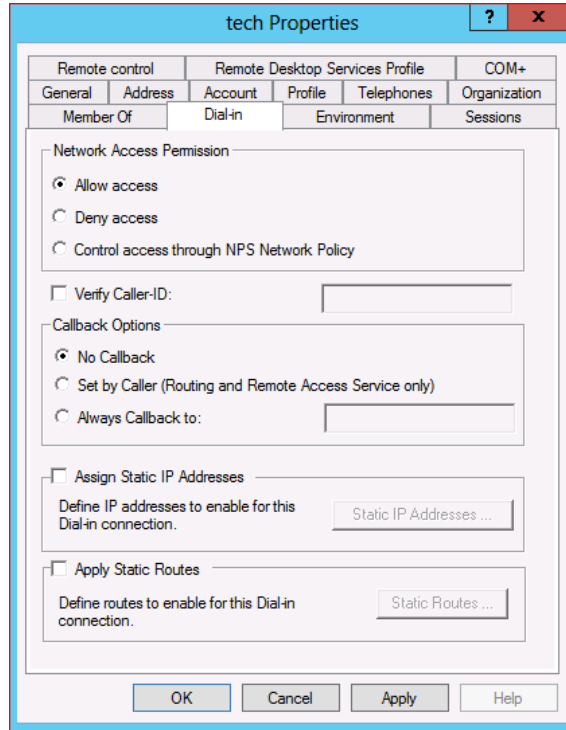 tech Properties
? x
Remote control Remote Desktop Services Profile COM+
General Address Account Profile Telephones Organization
Member Of Dial-in Environment Sessions
Network Access Permission
Allow access
Deny access
Control access through NPS Network Policy
Verify Caller-ID:
Callback Options
No Callback
Set by Caller (Routing and Remote Access Service only)
Always Callback to:
Assign Static IP Addresses
Define IP addresses to enable for this
Dial-in connection.
Static IP Addresses ...
Apply Static Routes
Define routes to enable for this Dial-in
connection.
Static Routes ...
OK Cancel Apply Help